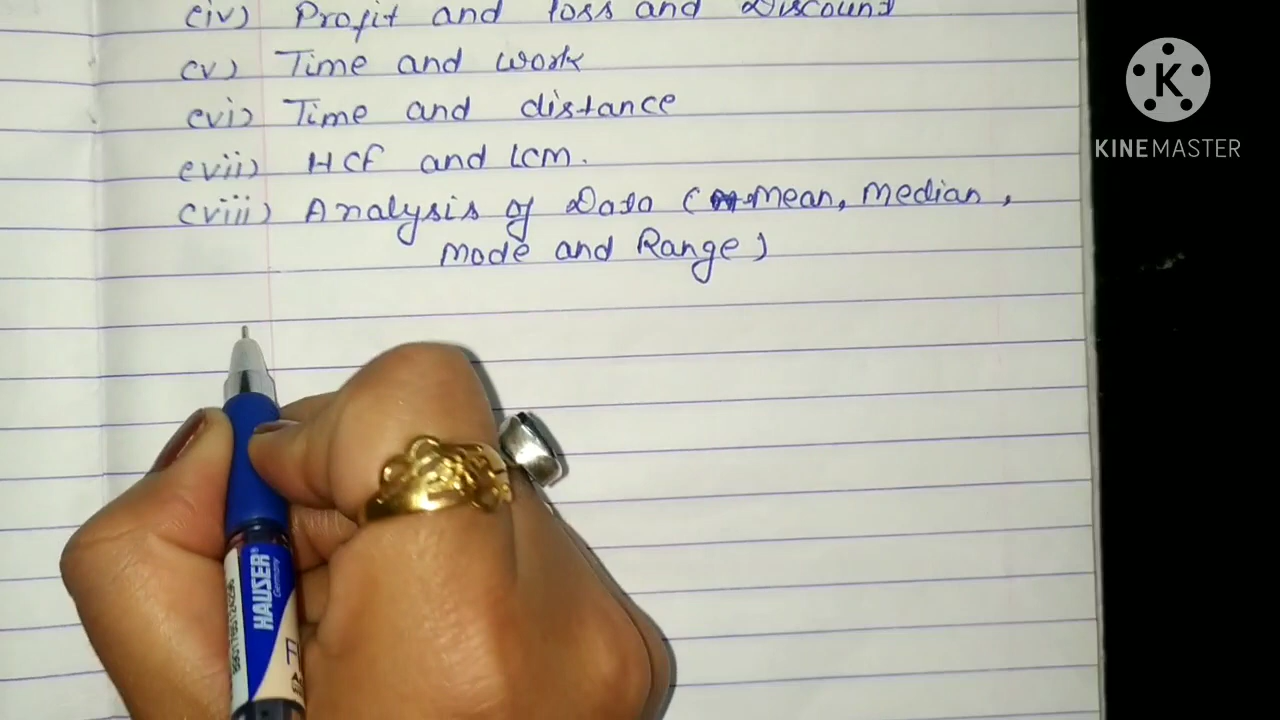 (iv) Profit and loss and Discount
(v) Time and work
(vi) Time and distance
(vii) HCF and LCM.
(viii) Analysis of Data (Mean, Median,
Mode and Range)
K
KINEMASTER
HAUSER
Germany